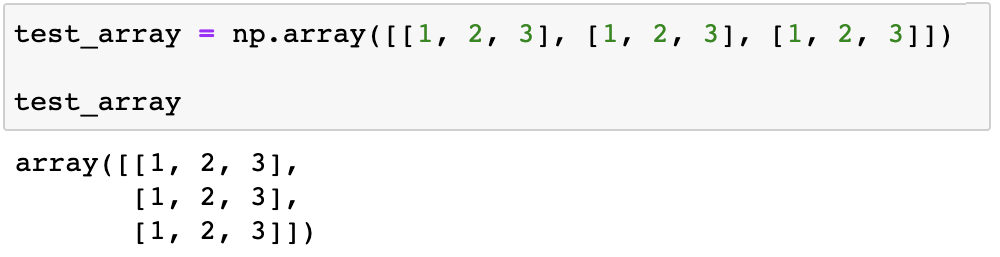 test_array = np.array([[1, 2, 3], [1, 2, 3], [1, 2, 3]])
test_array
array([[1, 2, 3],
       [1, 2, 3],
       [1, 2, 3]])